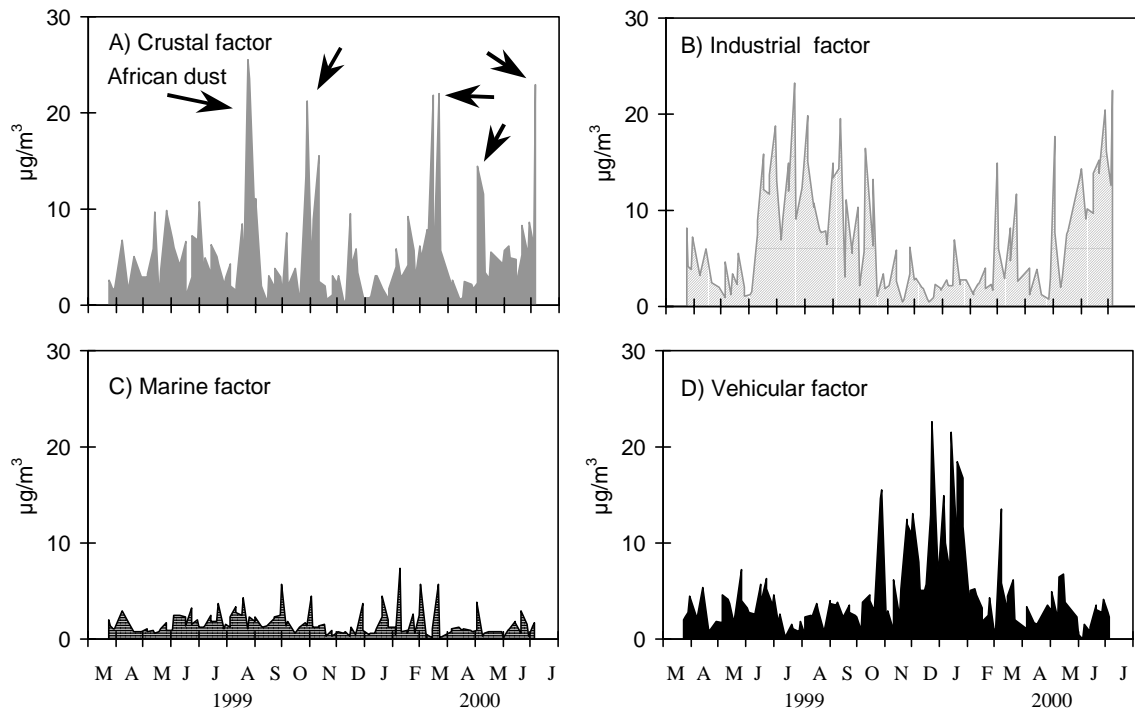 30
20
10
0
µg/m³
A) Crustal factor
African dust
30
20
10
0
µg/m³
B) Industrial factor
30
20
10
0
µg/m³
C) Marine factor
M A M J J A S O N D J F M A M J J
1999 2000
30
20
10
0
µg/m³
D) Vehicular factor
M A M J J A S O N D J F M A M J J
1999 2000